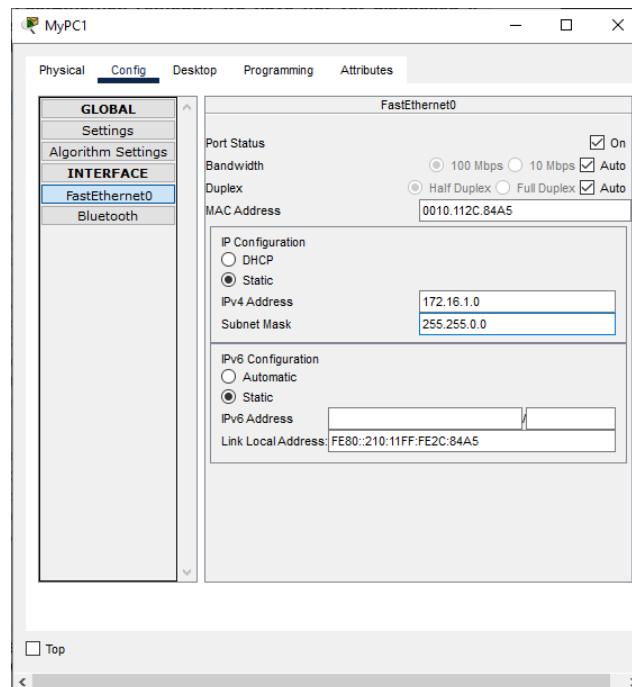 MyPC1
Physical Config Desktop Programming Attributes
GLOBAL
Settings
Algorithm Settings
INTERFACE
FastEthernet0
Bluetooth
FastEthernet0
Port Status On
Bandwidth 100 Mbps 10 Mbps Auto
Duplex Half Duplex Full Duplex Auto
MAC Address 0010.112C.84A5
IP Configuration
DHCP
Static
IPv4 Address 172.16.1.0
Subnet Mask 255.255.0.0
IPv6 Configuration
Automatic
Static
IPv6 Address /
Link Local Address: FE80::210:11FF:FE2C:84A5
Top